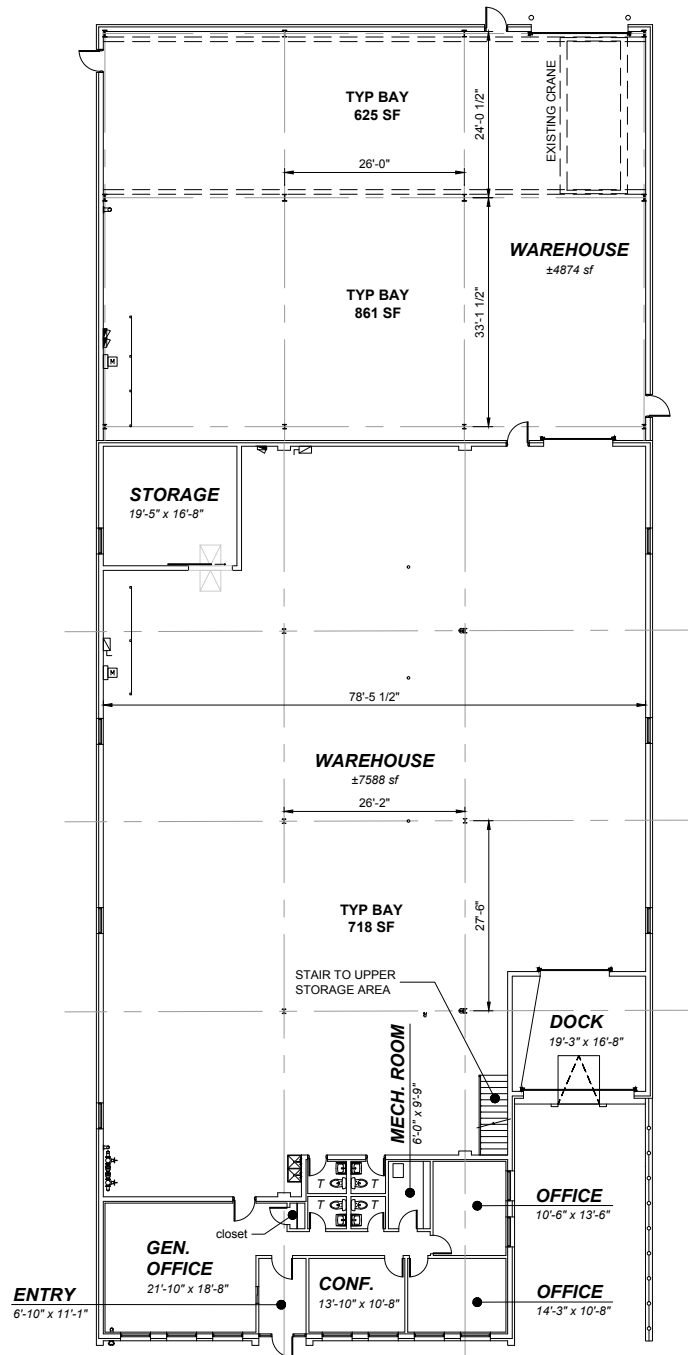 EXISTING CRANE
TYP BAY
625 SF
24'-0 1/2"
26'-0"
WAREHOUSE
±4874 sf
TYP BAY
861 SF
33'-1 1/2"
M
STORAGE
19'-5" x 16'-8"
M
78'-5 1/2"
WAREHOUSE
±7588 sf
26'-2"
27'-6"
TYP BAY
718 SF
STAIR TO UPPER
STORAGE AREA
DOCK
19'-3" x 16'-8"
MECH. ROOM
6'-0" x 9'-9"
T
T
T
T
OFFICE
10'-6" x 13'-6"
closet
GEN.
OFFICE
21'-10" x 18'-8"
ENTRY
6'-10" x 11'-1"
CONF.
13'-10" x 10'-8"
OFFICE
14'-3" x 10'-8"